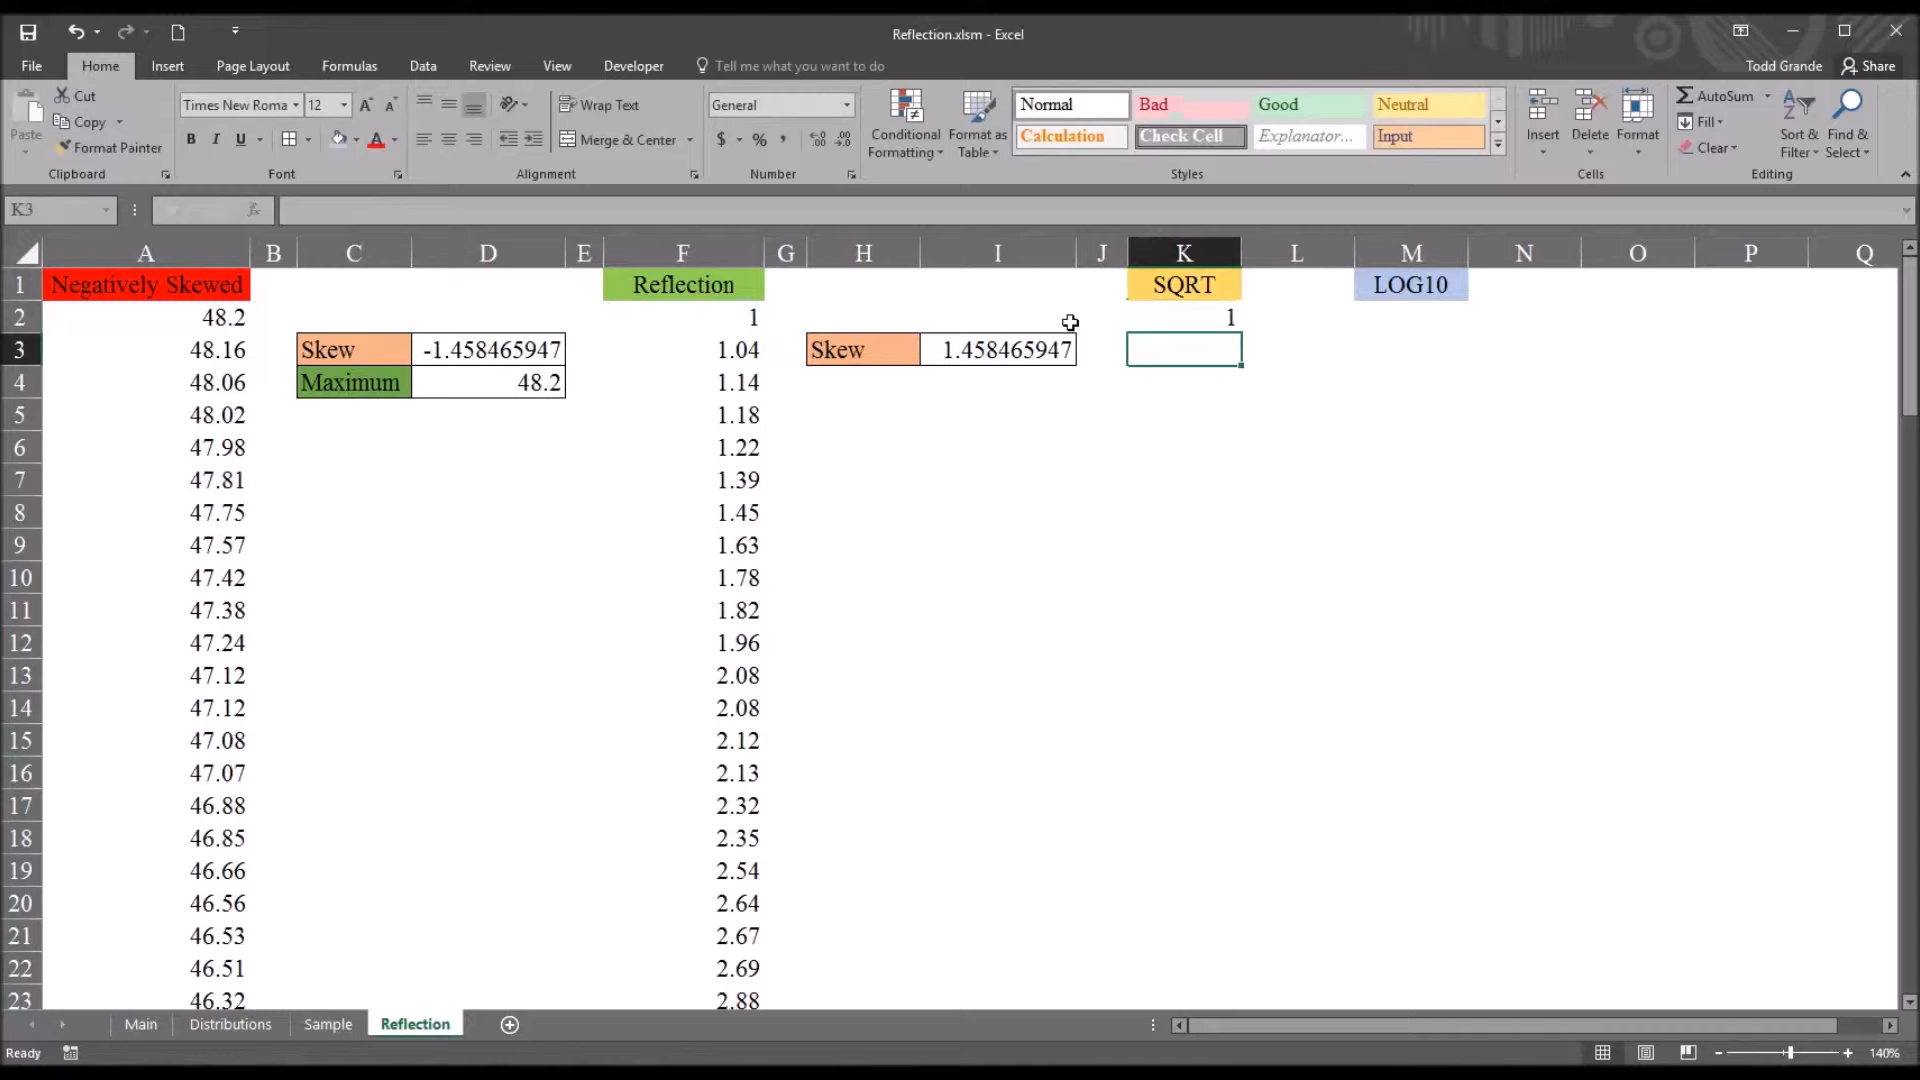 Reflection.xlsm - Excel
File Home Insert Page Layout Formulas Data Review View Developer Tell me what you want to do Todd Grande Share
Paste Cut Copy Format Painter Clipboard
Times New Roma 12 B I U Font
Wrap Text Merge & Center Alignment
General $ % , Number
Conditional Formatting Format as Table
Normal Bad Good Neutral
Calculation Check Cell Explanator... Input
Styles
Insert Delete Format Cells
AutoSum Fill Clear Sort & Filter Find & Select Editing
K3 fx
A B C D E F G H I J K L M N O P Q
1 Negatively Skewed Reflection SQRT LOG10
2 48.2 1 1
3 48.16 Skew -1.458465947 1.04 Skew 1.458465947
4 48.06 Maximum 48.2 1.14
5 48.02 1.18
6 47.98 1.22
7 47.81 1.39
8 47.75 1.45
9 47.57 1.63
10 47.42 1.78
11 47.38 1.82
12 47.24 1.96
13 47.12 2.08
14 47.12 2.08
15 47.08 2.12
16 47.07 2.13
17 46.88 2.32
18 46.85 2.35
19 46.66 2.54
20 46.56 2.64
21 46.53 2.67
22 46.51 2.69
23 46.32 2.88
Main Distributions Sample Reflection
Ready 140%